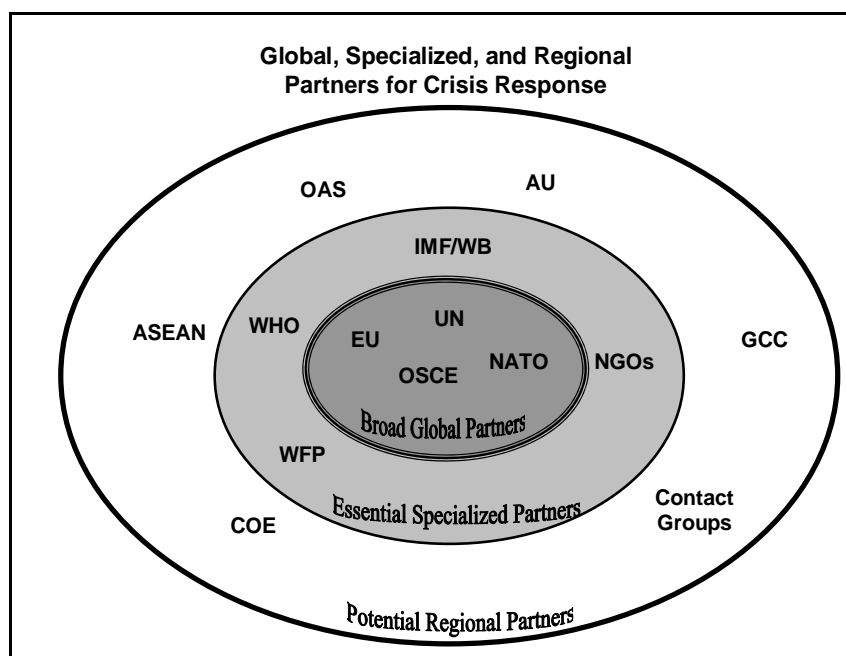 Global, Specialized, and Regional
Partners for Crisis Response
OAS
AU
IMF/WB
ASEAN
WHO
UN
EU
NATO
NGOs
GCC
OSCE
Broad Global Partners
WFP
Essential Specialized Partners
Contact
Groups
COE
Potential Regional Partners